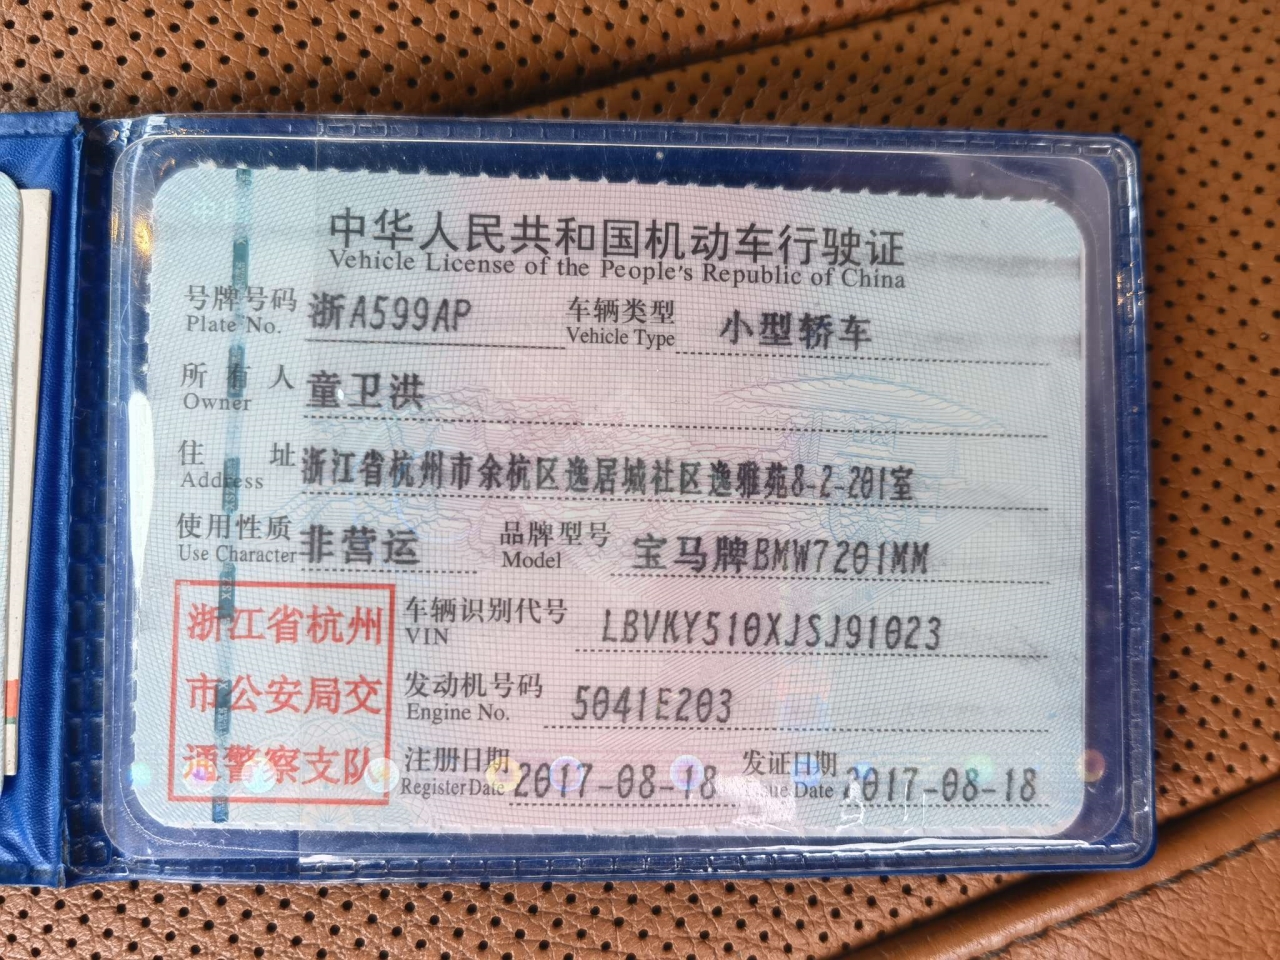 中华人民共和国机动车行驶证
Vehicle License of the People's Republic of China
号牌号码 浙A599AP 车辆类型 小型轿车
Plate No. Vehicle Type
所有人 童卫洪
Owner
住址 浙江省杭州市余杭区逸居城社区逸雅苑8-2-201室
Address
使用性质 非营运 品牌型号 宝马牌BMW7201MM
Use Character Model
浙江省杭州
市公安局交
通警察支队
车辆识别代号 LBVKY510XJSJ91023
VIN
发动机号码 5041E203
Engine No.
注册日期 2017-08-18 发证日期 2017-08-18
Register Date Date